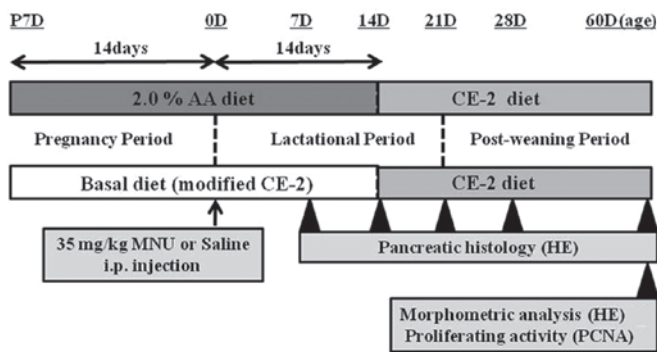 P7D 0D 7D 14D 21D 28D 60D(age)
14days 14days
2.0 % AA diet CE-2 diet
Pregnancy Period Lactational Period Post-weaning Period
Basal diet (modified CE-2) CE-2 diet
35 mg/kg MNU or Saline
i.p. injection
Pancreatic histology (HE)
Morphometric analysis (HE)
Proliferating activity (PCNA)